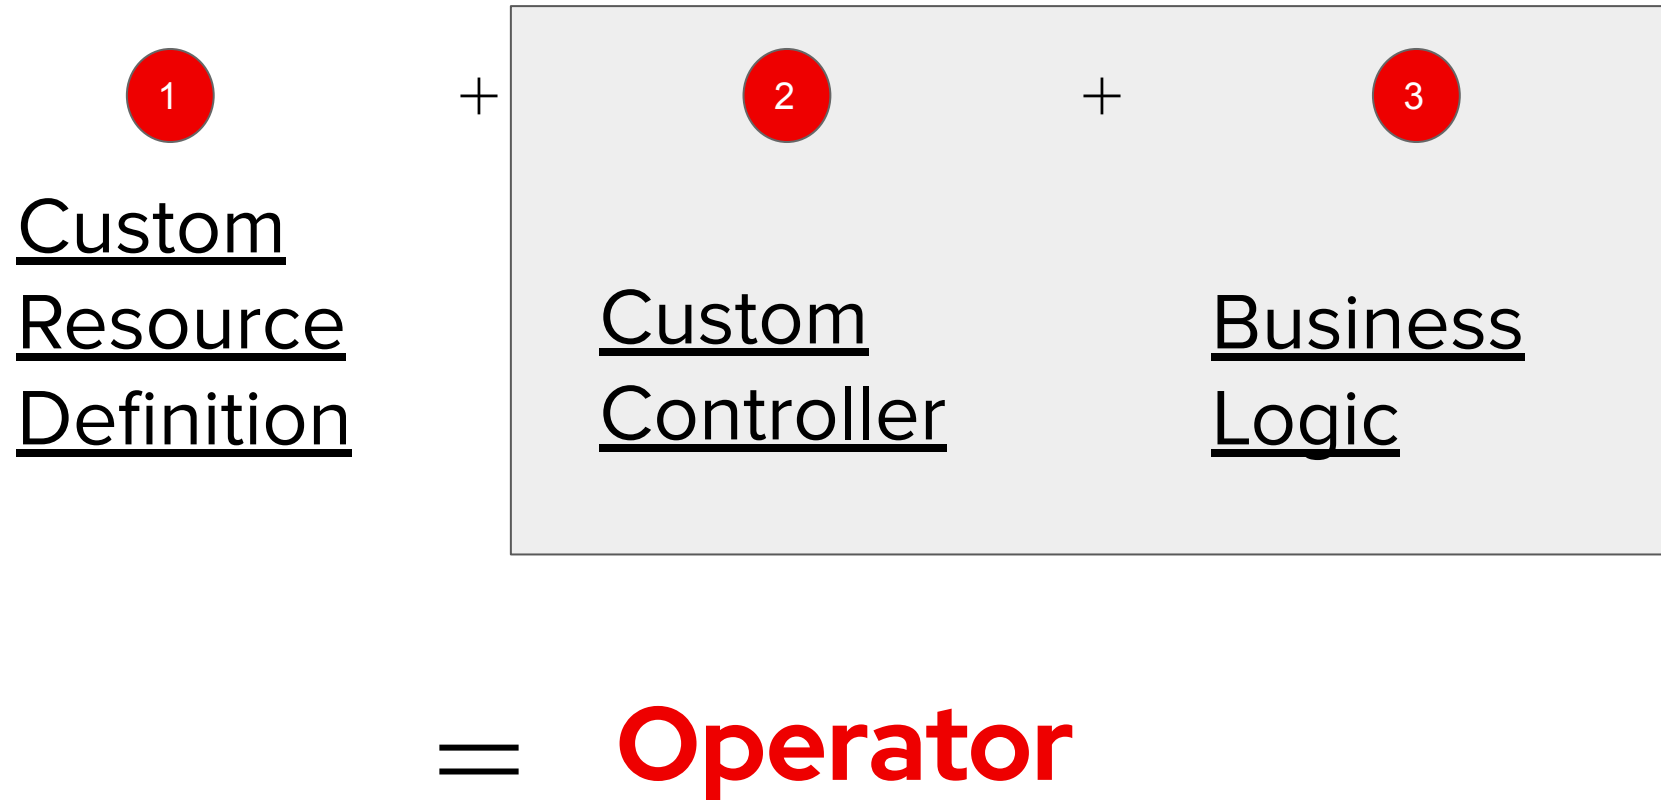 1 + 2 + 3
Custom
Resource
Definition
Custom
Controller
Business
Logic
= Operator